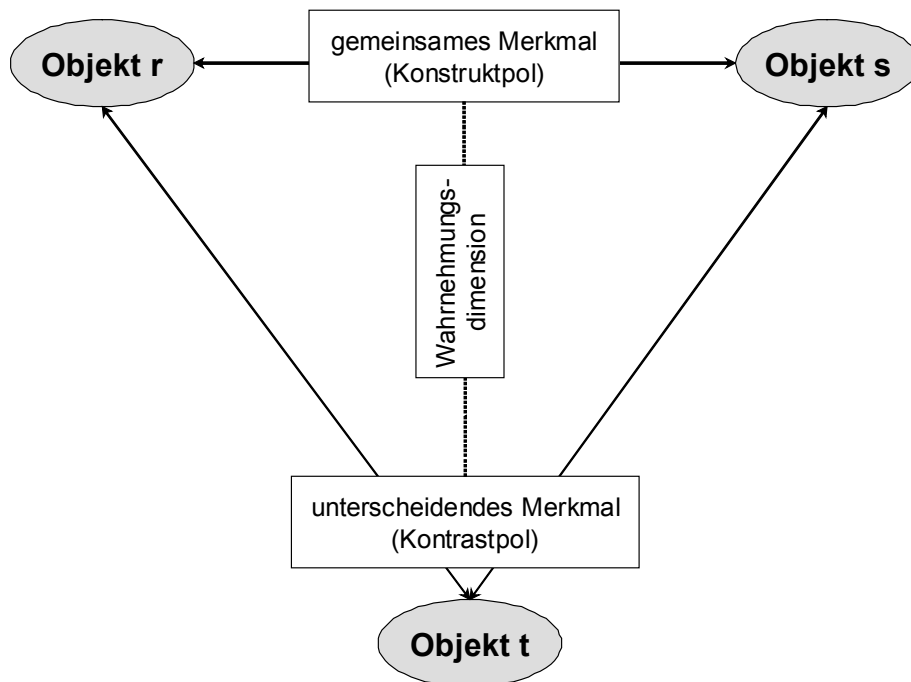 Objekt r
gemeinsames Merkmal
(Konstruktpol)
Objekt s
Wahrnehmungs-
dimension
unterscheidendes Merkmal
(Kontrastpol)
Objekt t